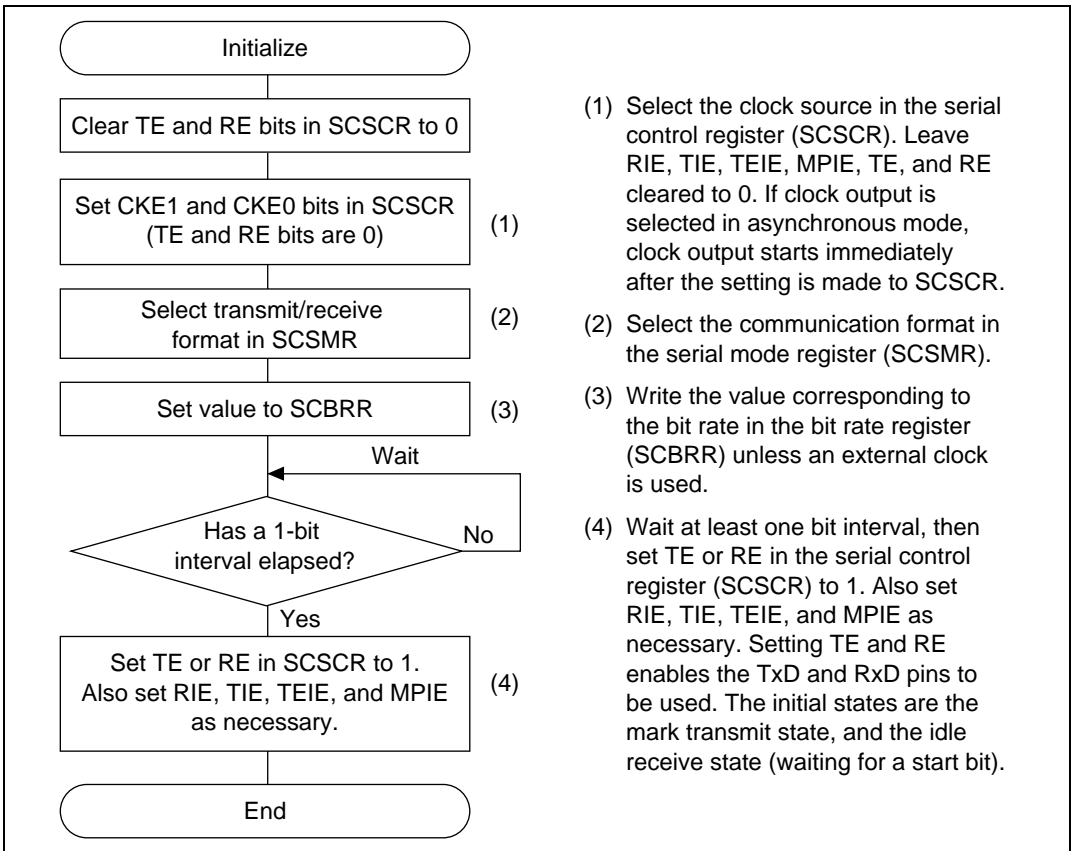 Initialize
Clear TE and RE bits in SCSCR to 0
Set CKE1 and CKE0 bits in SCSCR
(TE and RE bits are 0)
(1)
Select transmit/receive
format in SCSMR
(2)
Set value to SCBRR
(3)
Wait
Has a 1-bit
interval elapsed?
No
Yes
Set TE or RE in SCSCR to 1.
Also set RIE, TIE, TEIE, and MPIE
as necessary.
(4)
End
(1) Select the clock source in the serial
control register (SCSCR). Leave
RIE, TIE, TEIE, MPIE, TE, and RE
cleared to 0. If clock output is
selected in asynchronous mode,
clock output starts immediately
after the setting is made to SCSCR.
(2) Select the communication format in
the serial mode register (SCSMR).
(3) Write the value corresponding to
the bit rate in the bit rate register
(SCBRR) unless an external clock
is used.
(4) Wait at least one bit interval, then
set TE or RE in the serial control
register (SCSCR) to 1. Also set
RIE, TIE, TEIE, and MPIE as
necessary. Setting TE and RE
enables the TxD and RxD pins to
be used. The initial states are the
mark transmit state, and the idle
receive state (waiting for a start bit).